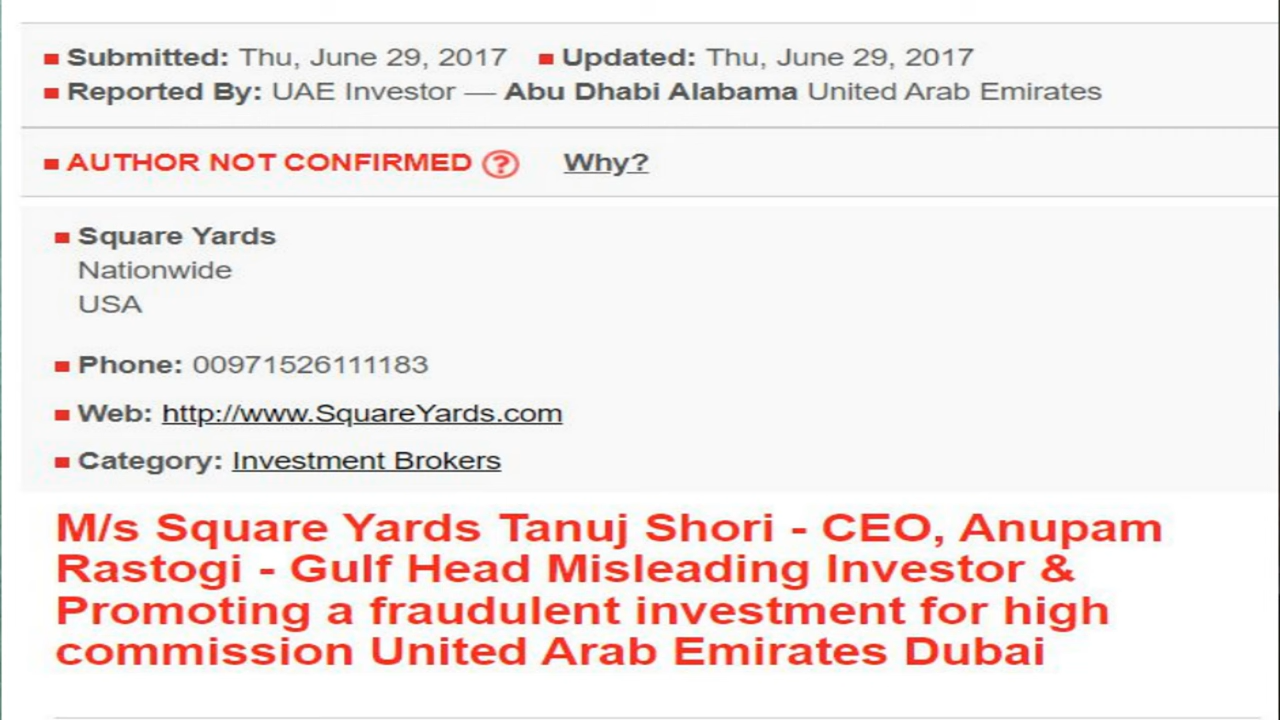 Submitted: Thu, June 29, 2017 Updated: Thu, June 29, 2017
Reported By: UAE Investor — Abu Dhabi Alabama United Arab Emirates
AUTHOR NOT CONFIRMED ? Why?
Square Yards
Nationwide
USA
Phone: 00971526111183
Web: http://www.SquareYards.com
Category: Investment Brokers
M/s Square Yards Tanuj Shori - CEO, Anupam
Rastogi - Gulf Head Misleading Investor &
Promoting a fraudulent investment for high
commission United Arab Emirates Dubai